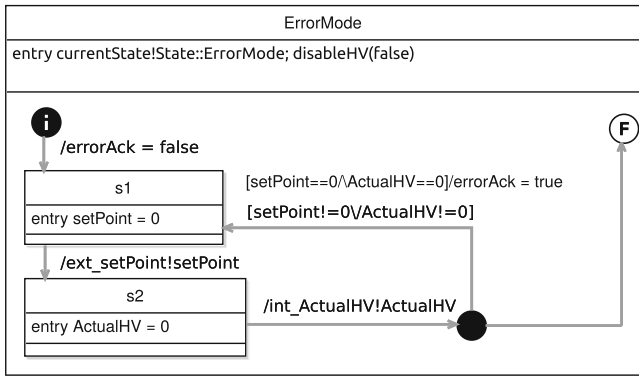 ErrorMode
entry currentState!State::ErrorMode; disableHV(false)
i
F
/errorAck = false
s1
[setPoint==0/\ActualHV==0]/errorAck = true
entry setPoint = 0
[setPoint!=0\/ActualHV!=0]
/ext_setPoint!setPoint
s2
/int_ActualHV!ActualHV
entry ActualHV = 0